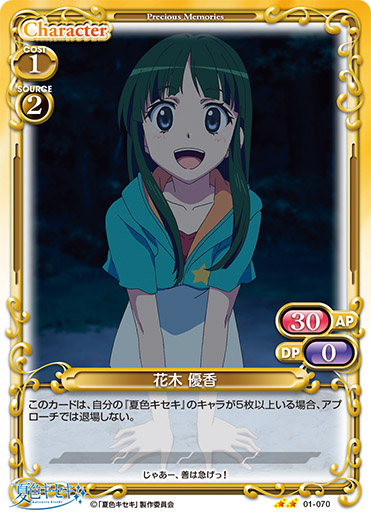 Precious Memories
Character
COST
1
SOURCE
2
30 AP
DP 0
花木 優香
このカードは、自分の『夏色キセキ』のキャラが5枚以上いる場合、アプ
ローチでは退場しない。
じゃあー、善は急げっ!
夏色キセキ
©「夏色キセキ」製作委員会
01-070